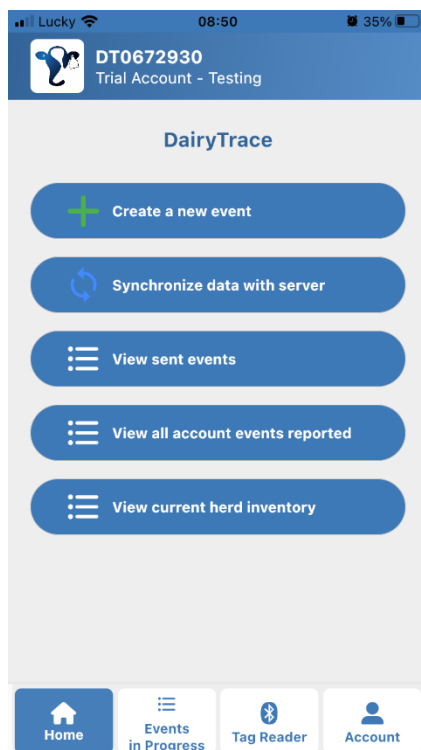 Lucky 08:50 35%
DT0672930
Trial Account - Testing
DairyTrace
Create a new event
Synchronize data with server
View sent events
View all account events reported
View current herd inventory
Home
Events
in Progress
Tag Reader
Account